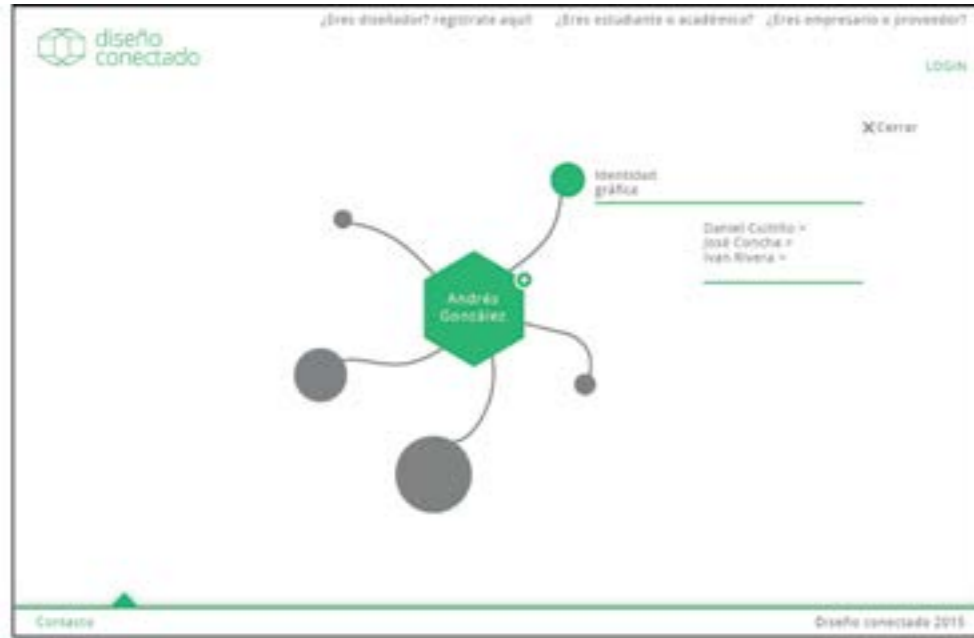 ¿Eres diseñador? regístrate aquí! ¿Eres estudiante o académico? ¿Eres empresario o proveedor?
diseño
conectado
LOGIN
Cerrar
Identidad
gráfica
Daniel >
José Concha >
Ivan Rivera >
Andrés
González
Contacto
Diseño conectado 2015